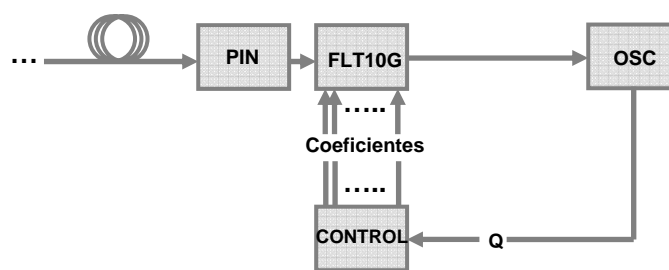 ...
PIN
FLT10G
OSC
.....
Coeficientes
.....
CONTROL
Q